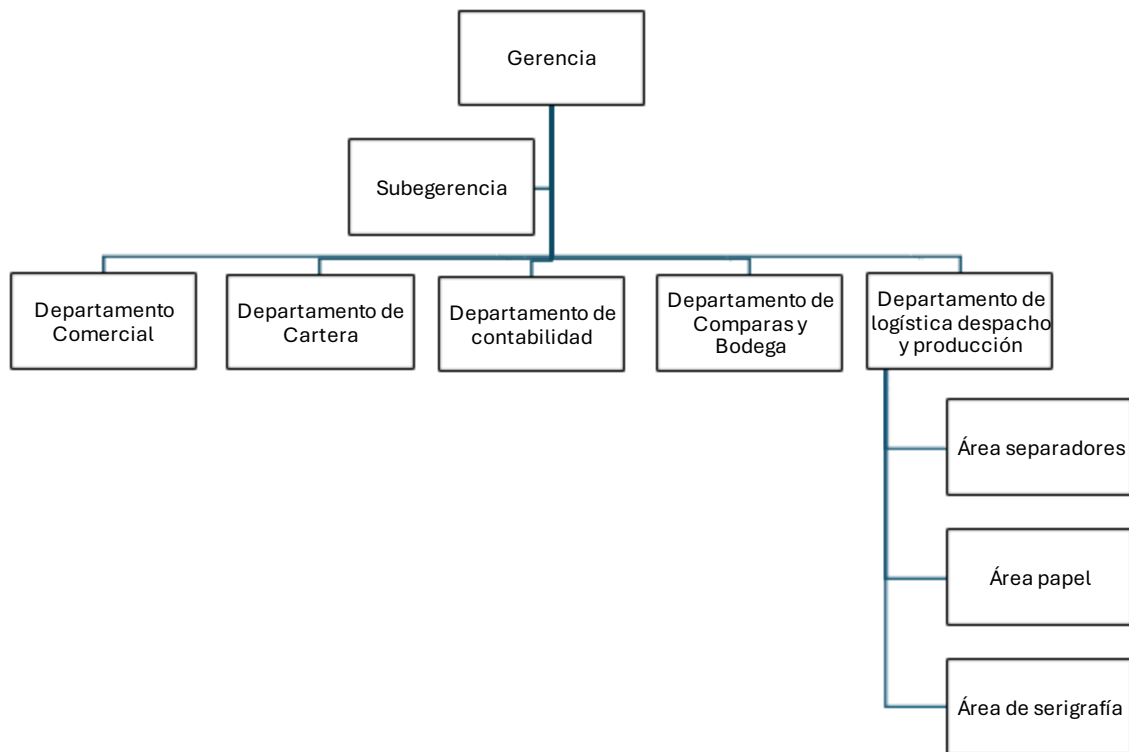 Gerencia
Subegerencia
Departamento
Comercial
Departamento de
Cartera
Departamento de
contabilidad
Departamento de
Comparas y
Bodega
Departamento de
logística despacho
y producción
Área separadores
Área papel
Área de serigrafía